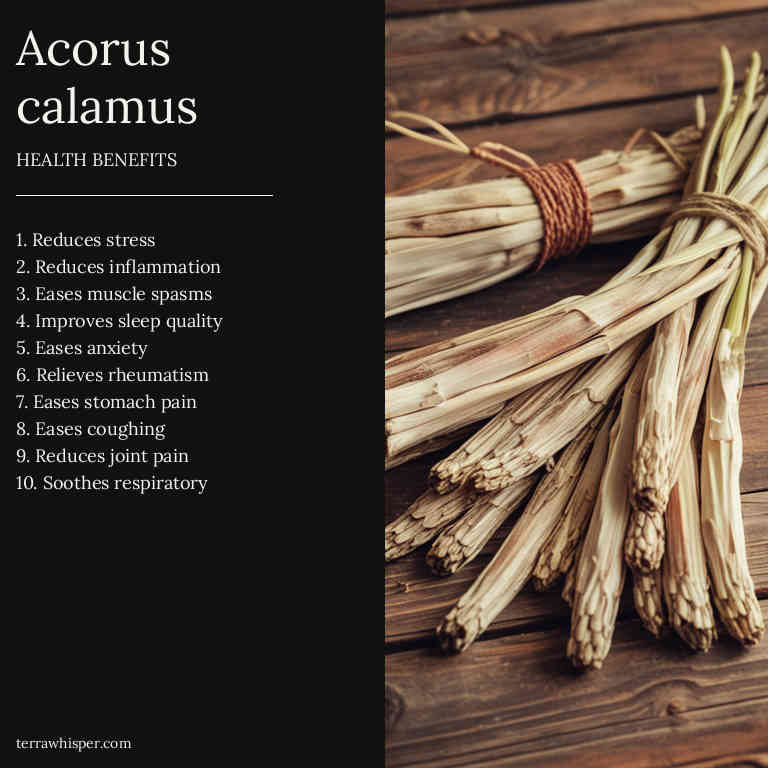 Acorus
calamus
HEALTH BENEFITS
1. Reduces stress
2. Reduces inflammation
3. Eases muscle spasms
4. Improves sleep quality
5. Eases anxiety
6. Relieves rheumatism
7. Eases stomach pain
8. Eases coughing
9. Reduces joint pain
10. Soothes respiratory
terrawhisper.com